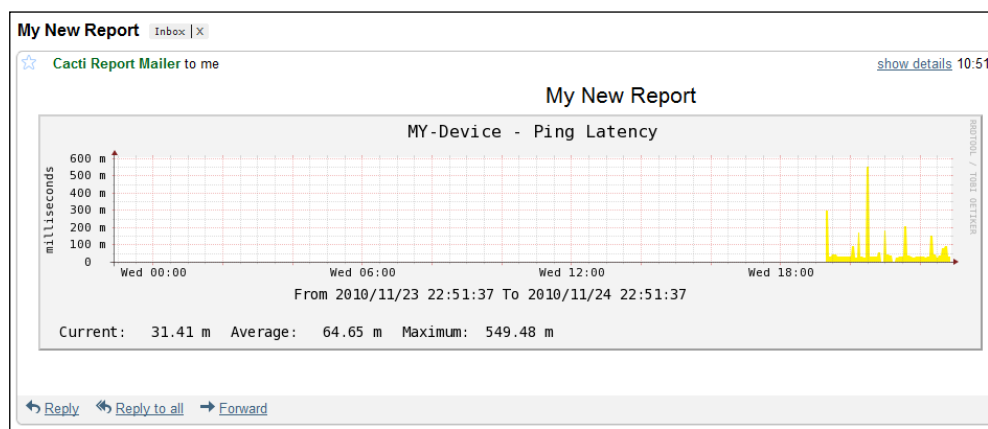 My New Report Inbox | X
Cacti Report Mailer to me show details 10:51
My New Report
MY-Device - Ping Latency
RRDTOOL / TOBI OETIKER
milliseconds
600 m
500 m
400 m
300 m
200 m
100 m
0
Wed 00:00 Wed 06:00 Wed 12:00 Wed 18:00
From 2010/11/23 22:51:37 To 2010/11/24 22:51:37
Current: 31.41 m Average: 64.65 m Maximum: 549.48 m
Reply Reply to all Forward